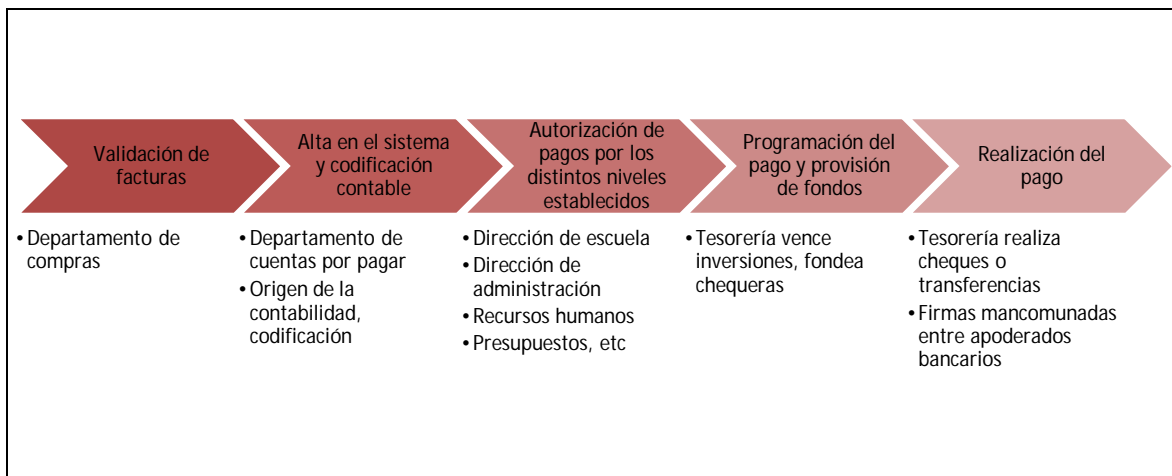 Validación de
facturas
Alta en el sistema
y codificación
contable
Autorización de
pagos por los
distintos niveles
establecidos
Programación del
pago y provisión
de fondos
Realización del
pago
• Departamento de
compras
• Departamento de
cuentas por pagar
• Origen de la
contabilidad,
codificación
• Dirección de escuela
• Dirección de
administración
• Recursos humanos
• Presupuestos, etc
• Tesorería vence
inversiones, fondea
chequeras
• Tesorería realiza
cheques o
transferencias
• Firmas mancomunadas
entre apoderados
bancarios